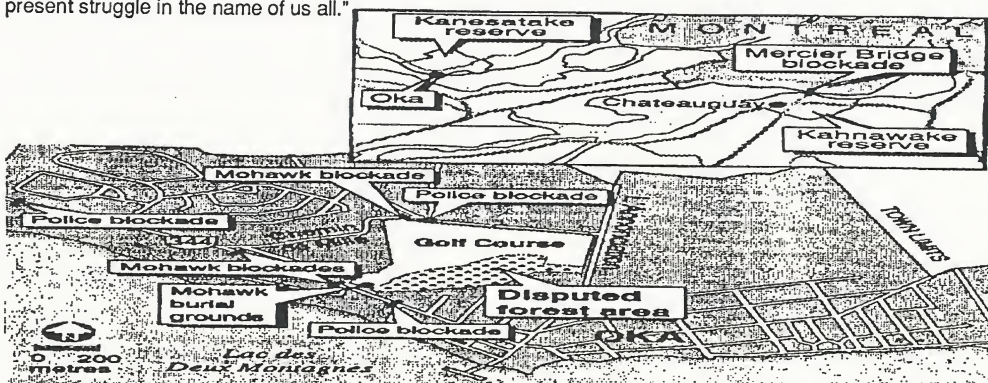 present struggle in the name of us all."
Kanesatake
reserve
MONTREAL
Mercier Bridge
blockade
Oka
Chateauguay
Kahnawake
reserve
Mohawk blockade
Police blockade
Police blockade
344
Golf Course
Annonciation
TOWN LIMITS
Mohawk blockades
Mohawk
burial
grounds
Disputed
forest area
Police blockade
OKA
0 200
metres
Lac des
Deux Montagnes